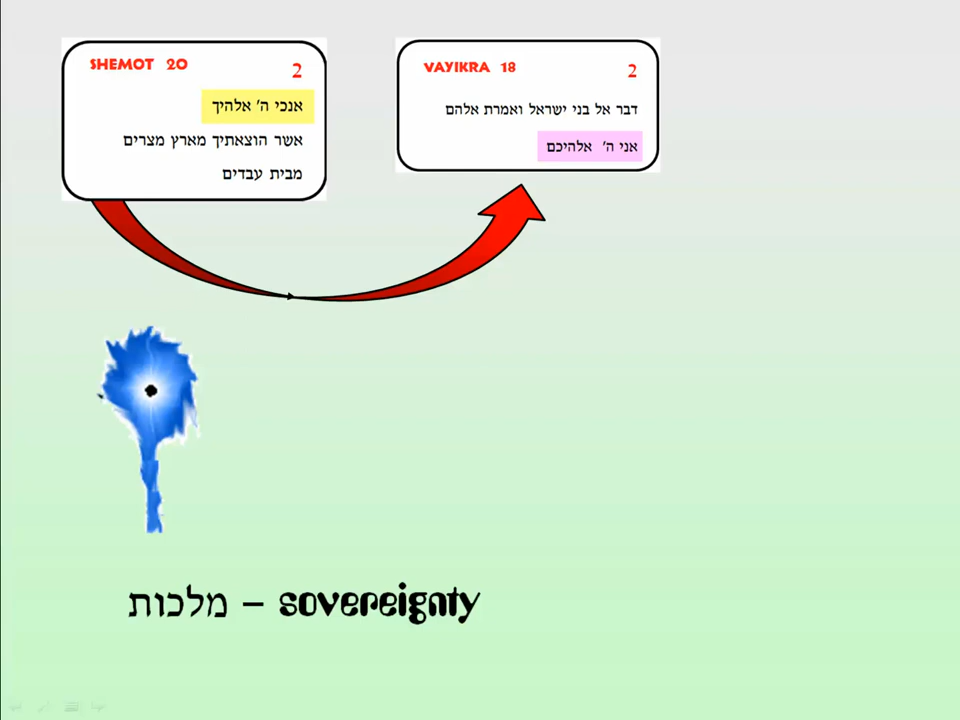 SHEMOT 20
2
אנכי ה' אלהיך
אשר הוצאתיך מארץ מצרים
מבית עבדים
VAYIKRA 18
2
דבר אל בני ישראל ואמרת אלהם
אני ה' אלהיכם
מלכות – sovereignty